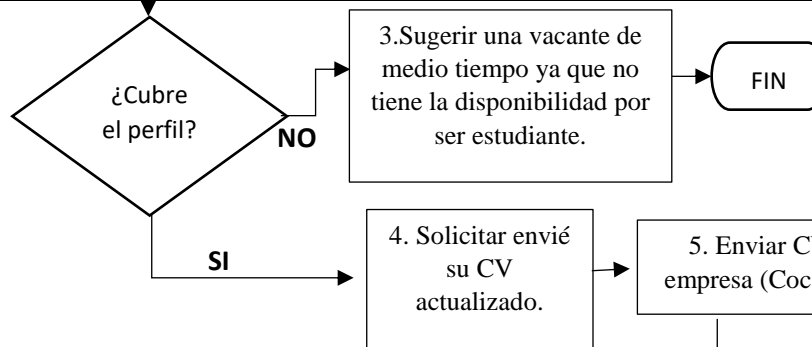 ¿Cubre
el perfil?
NO
3.Sugerir una vacante de
medio tiempo ya que no
tiene la disponibilidad por
ser estudiante.
FIN
SI
4. Solicitar envié
su CV
actualizado.
5. Enviar
empresa